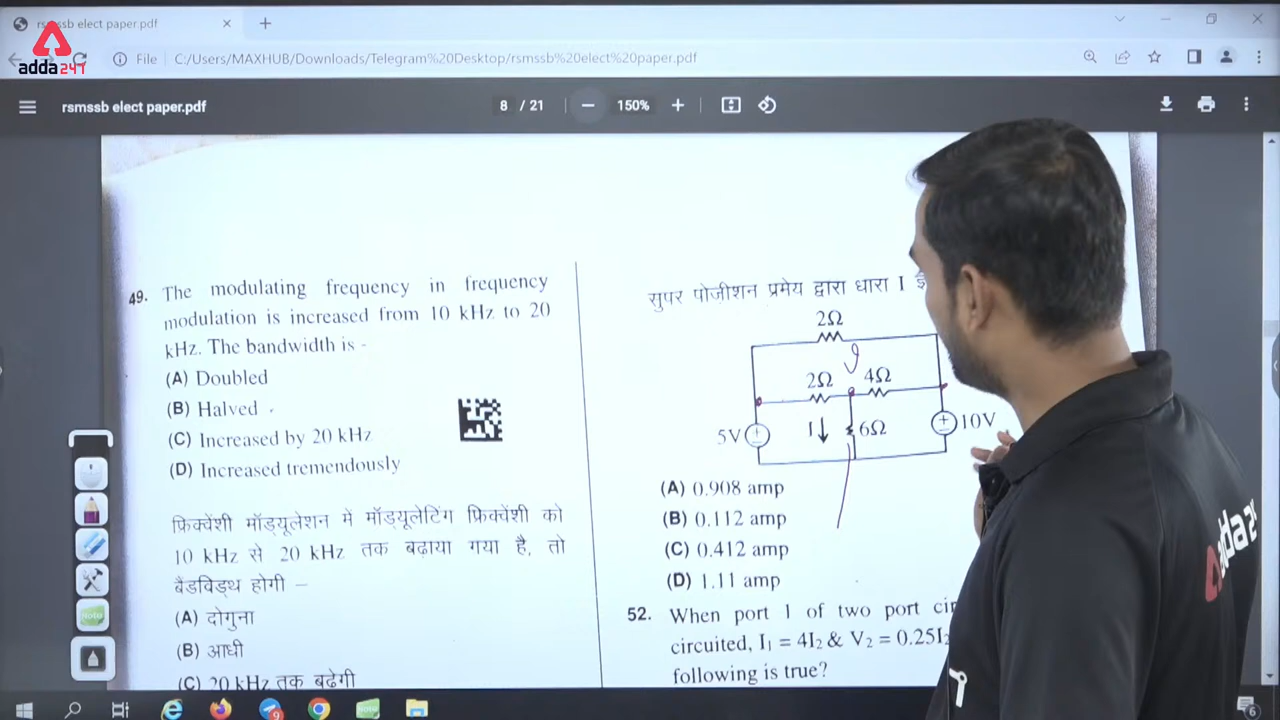 rsmssb elect paper.pdf
adda247
File C:/Users/MAXHUB/Downloads/Telegram%20Desktop/rsmssb%20elect%20paper.pdf
rsmssb elect paper.pdf
8 / 21
150%
49. The modulating frequency in frequency
modulation is increased from 10 kHz to 20
kHz. The bandwidth is -
(A) Doubled
(B) Halved
(C) Increased by 20 kHz
(D) Increased tremendously
फ्रिक्वेंशी मॉड्यूलेशन में मॉड्यूलेटिंग फ्रिक्वेंशी को
10 kHz से 20 kHz तक बढ़ाया गया है, तो
बैंडविड्थ होगी –
(A) दोगुना
(B) आधी
(C) 20 kHz तक बढेगी
सुपर पोजीशन प्रमेय द्वारा धारा I
2Ω
2Ω 4Ω
5V I 6Ω 10V
(A) 0.908 amp
(B) 0.112 amp
(C) 0.412 amp
(D) 1.11 amp
52. When port 1 of two port
circuited, I₁ = 4I₂ & V₂ = 0.25I₂
following is true?
Note
9
Note
6